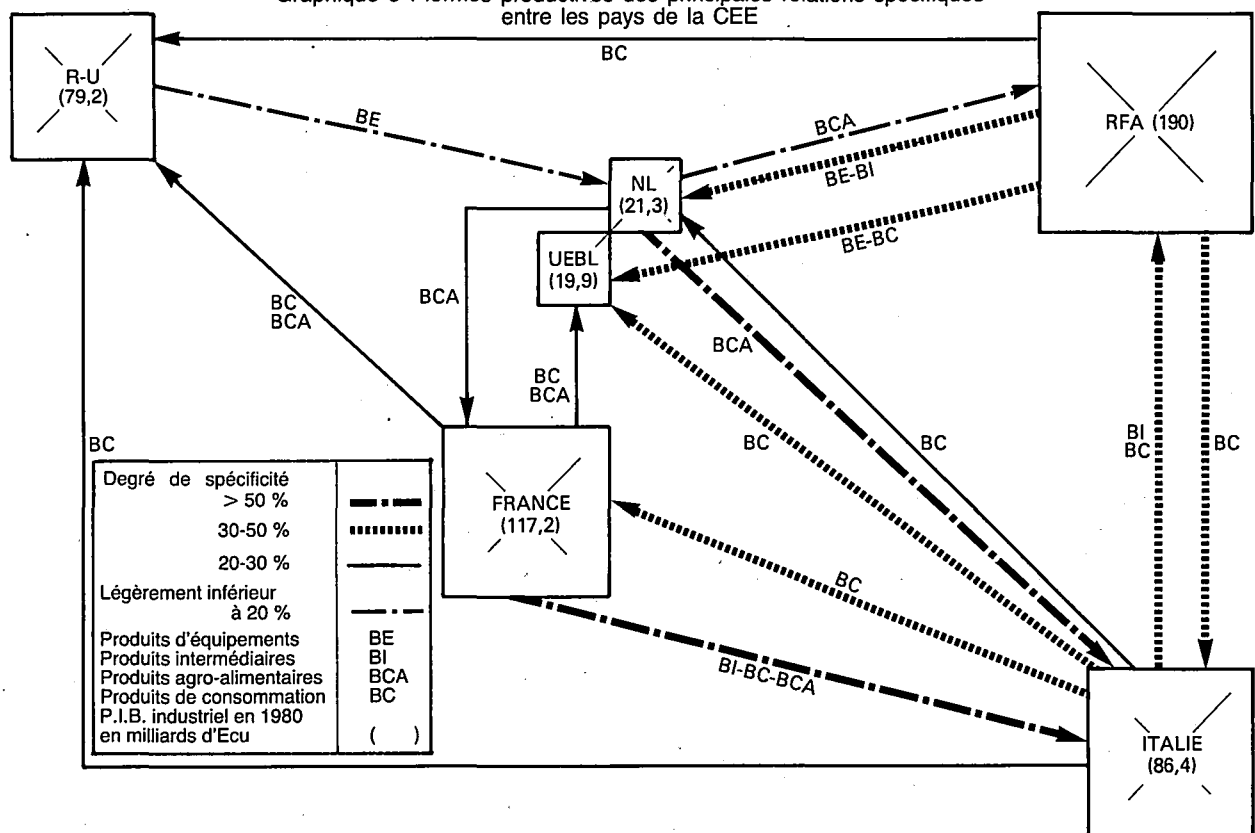 entre les pays de la CEE
BC
R-U
(79,2)
RFA (190)
BE
BCA
BE-BI
NL
(21,3)
BE-BC
UEBL
(19,9)
BCA
BC
BCA
BCA
BC
BCA
BC
BC
BI
BC
BC
BC
FRANCE
(117,2)
BC
BI-BC-BCA
ITALIE
(86,4)
Degré de spécificité
> 50 %
30-50 %
20-30 %
Légèrement inférieur
à 20 %
Produits d'équipements BE
Produits intermédiaires BI
Produits agro-alimentaires BCA
Produits de consommation BC
P.I.B. industriel en 1980
en milliards d'Ecu ( )